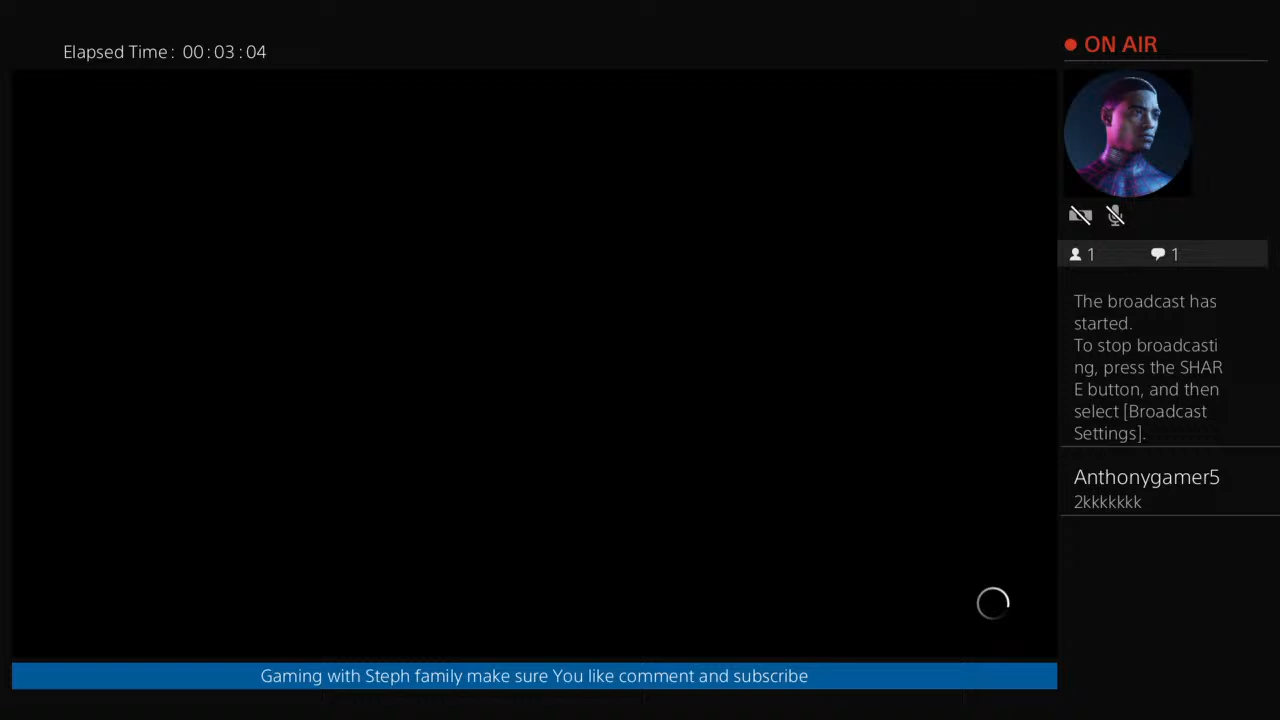 Elapsed Time: 00:03:04
ON AIR
1 1
The broadcast has
started.
To stop broadcasti
ng, press the SHAR
E button, and then
select [Broadcast
Settings].
Anthonygamer5
2kkkkkkk
Gaming with Steph family make sure You like comment and subscribe